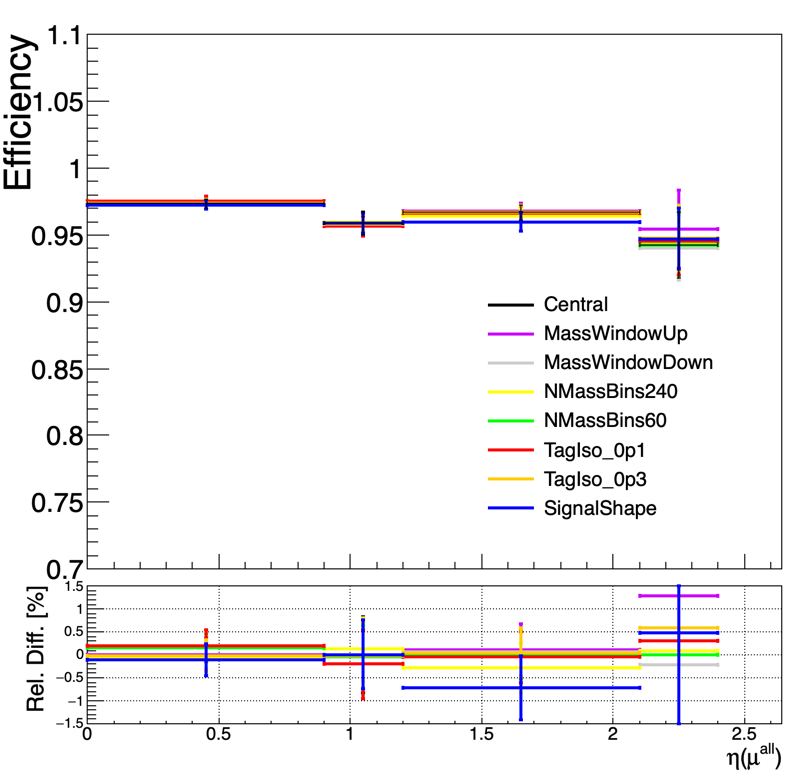 Efficiency
1.1
1.05
1
0.95
0.9
0.85
0.8
0.75
0.7
Central
MassWindowUp
MassWindowDown
NMassBins240
NMassBins60
TagIso_0p1
TagIso_0p3
SignalShape
Rel. Diff. [%]
1.5
1
0.5
0
−0.5
−1
−1.5
0 0.5 1 1.5 2 2.5
η(μ^all)